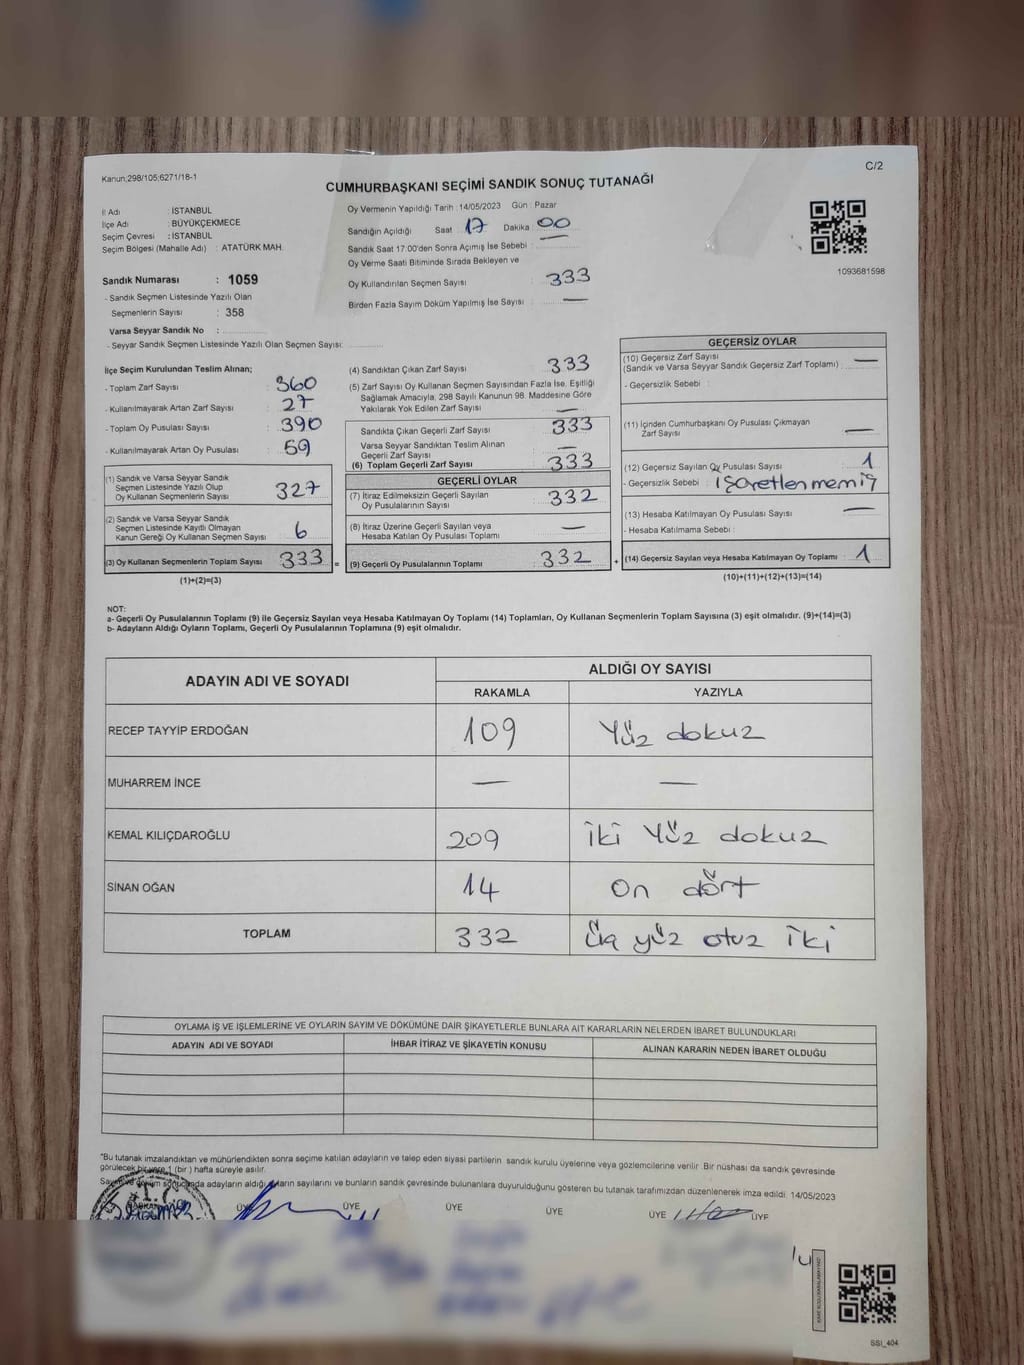 Kanun;298/105;6271/18-1
C/2
CUMHURBAŞKANI SEÇİMİ SANDIK SONUÇ TUTANAĞI
İl Adı : İSTANBUL
İlçe Adı : BÜYÜKÇEKMECE
Seçim Çevresi : İSTANBUL
Seçim Bölgesi (Mahalle Adı) : ATATÜRK MAH.
Sandık Numarası : 1059
- Sandık Seçmen Listesinde Yazılı Olan
Seçmenlerin Sayısı : 358
Varsa Seyyar Sandık No :
- Seyyar Sandık Seçmen Listesinde Yazılı Olan Seçmen Sayısı:
Oy Vermenin Yapıldığı Tarih : 14/05/2023 Gün : Pazar
Sandığın Açıldığı Saat 17 Dakika 00
Sandık Saat 17:00'den Sonra Açımış İse Sebebi : —
Oy Verme Saati Bitiminde Sırada Bekleyen ve
Oy Kullandırılan Seçmen Sayısı : 333
Birden Fazla Sayım Döküm Yapılmış İse Sayısı : —
1093681598
İlçe Seçim Kurulundan Teslim Alınan;
- Toplam Zarf Sayısı : 360
- Kullanılmayarak Artan Zarf Sayısı : 27
- Toplam Oy Pusulası Sayısı : 390
- Kullanılmayarak Artan Oy Pusulası : 59
(1) Sandık ve Varsa Seyyar Sandık
Seçmen Listesinde Yazılı Olup
Oy Kullanan Seçmenlerin Sayısı : 327
(2) Sandık ve Varsa Seyyar Sandık
Seçmen Listesinde Kayıtlı Olmayan
Kanun Gereği Oy Kullanan Seçmen Sayısı : 6
(3) Oy Kullanan Seçmenlerin Toplam Sayısı : 333 =
(1)+(2)=(3)
(4) Sandıktan Çıkan Zarf Sayısı : 333
(5) Zarf Sayısı Oy Kullanan Seçmen Sayısından Fazla İse, Eşitliği
Sağlamak Amacıyla, 298 Sayılı Kanunun 98. Maddesine Göre
Yakılarak Yok Edilen Zarf Sayısı : —
Sandıkta Çıkan Geçerli Zarf Sayısı : 333
Varsa Seyyar Sandıktan Teslim Alınan
Geçerli Zarf Sayısı : —
(6) Toplam Geçerli Zarf Sayısı : 333
GEÇERLİ OYLAR
(7) İtiraz Edilmeksizin Geçerli Sayılan
Oy Pusulalarının Sayısı : 332
(8) İtiraz Üzerine Geçerli Sayılan veya
Hesaba Katılan Oy Pusulası Toplamı : —
(9) Geçerli Oy Pusulalarının Toplamı : 332 +
GEÇERSİZ OYLAR
(10) Geçersiz Zarf Sayısı
(Sandık ve Varsa Seyyar Sandık Geçersiz Zarf Toplamı) : —
- Geçersizlik Sebebi :
(11) İçinden Cumhurbaşkanı Oy Pusulası Çıkmayan
Zarf Sayısı : —
(12) Geçersiz Sayılan Oy Pusulası Sayısı : 1
- Geçersizlik Sebebi : işaretlenmemiş
(13) Hesaba Katılmayan Oy Pusulası Sayısı : —
- Hesaba Katılmama Sebebi :
(14) Geçersiz Sayılan veya Hesaba Katılmayan Oy Toplamı : 1
(10)+(11)+(12)+(13)=(14)
NOT:
a- Geçerli Oy Pusulalarının Toplamı (9) ile Geçersiz Sayılan veya Hesaba Katılmayan Oy Toplamı (14) Toplamları, Oy Kullanan Seçmenlerin Toplam Sayısına (3) eşit olmalıdır. (9)+(14)=(3)
b- Adayların Aldığı Oyların Toplamı, Geçerli Oy Pusulalarının Toplamına (9) eşit olmalıdır.
ADAYIN ADI VE SOYADI ALDIĞI OY SAYISI
RAKAMLA YAZIYLA
RECEP TAYYİP ERDOĞAN 109 Yüz dokuz
MUHARREM İNCE — —
KEMAL KILIÇDAROĞLU 209 iki Yüz dokuz
SİNAN OĞAN 14 On dört
TOPLAM 332 Üç yüz otuz iki
OYLAMA İŞ VE İŞLEMLERİNE VE OYLARIN SAYIM VE DÖKÜMÜNE DAİR ŞİKAYETLERLE BUNLARA AİT KARARLARIN NELERDEN İBARET BULUNDUKLARI
ADAYIN ADI VE SOYADI İHBAR İTİRAZ VE ŞİKAYETİN KONUSU ALINAN KARARIN NEDEN İBARET OLDUĞU
"Bu tutanak imzalandıktan ve mühürlendikten sonra seçime katılan adayların ve talep eden siyasi partilerin sandık kurulu üyelerine veya gözlemcilerine verilir. Bir nüshası da sandık çevresinde
görülecek bir yere 1 (bir) hafta süreyle asılır.
adayların aldığı sayılarını ve bunların sandık çevresinde bulunanlara duyurulduğunu gösteren bu tutanak tarafımızdan düzenlenerek imza edildi. 14/05/2023
T.C.
ÜYE ÜYE ÜYE ÜYE ÜYE
SSİ_404